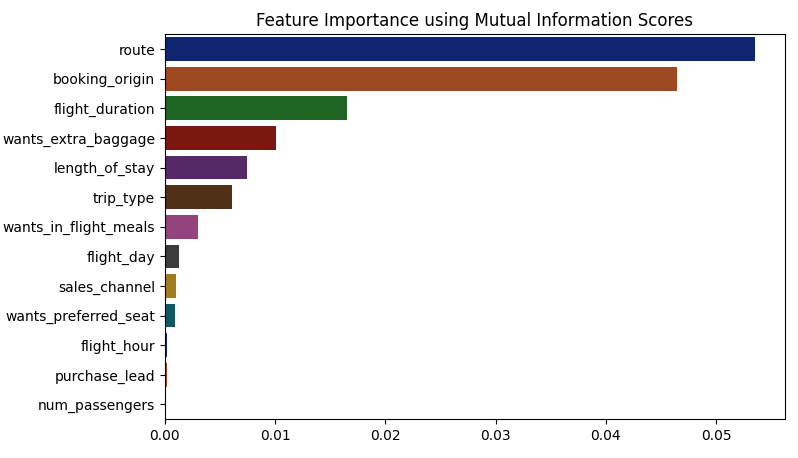 Feature Importance using Mutual Information Scores
route
booking_origin
flight_duration
wants_extra_baggage
length_of_stay
trip_type
wants_in_flight_meals
flight_day
sales_channel
wants_preferred_seat
flight_hour
purchase_lead
num_passengers
0.00 0.01 0.02 0.03 0.04 0.05